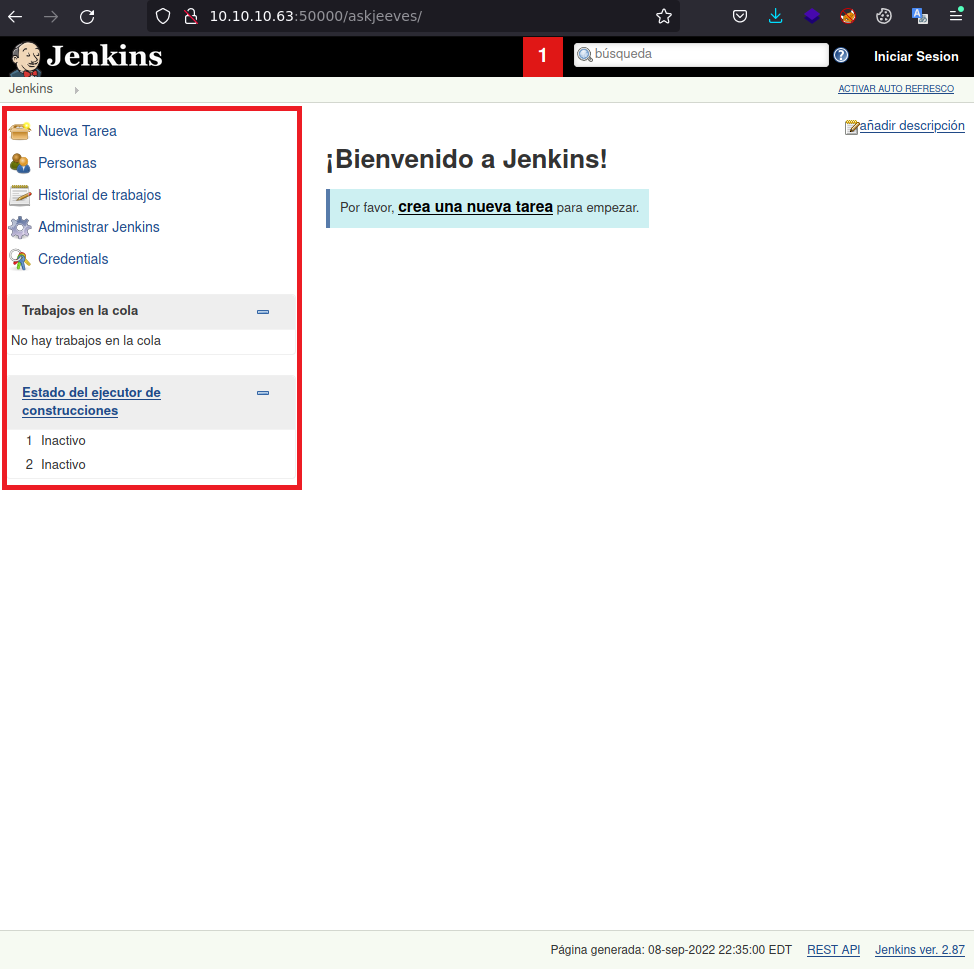 10.10.10.63:50000/askjeeves/
Jenkins
1
búsqueda
Iniciar Sesion
Jenkins
ACTIVAR AUTO REFRESCO
Nueva Tarea
Personas
Historial de trabajos
Administrar Jenkins
Credentials
Trabajos en la cola
No hay trabajos en la cola
Estado del ejecutor de
construcciones
1 Inactivo
2 Inactivo
añadir descripción
¡Bienvenido a Jenkins!
Por favor, crea una nueva tarea para empezar.
Página generada: 08-sep-2022 22:35:00 EDT REST API Jenkins ver. 2.87